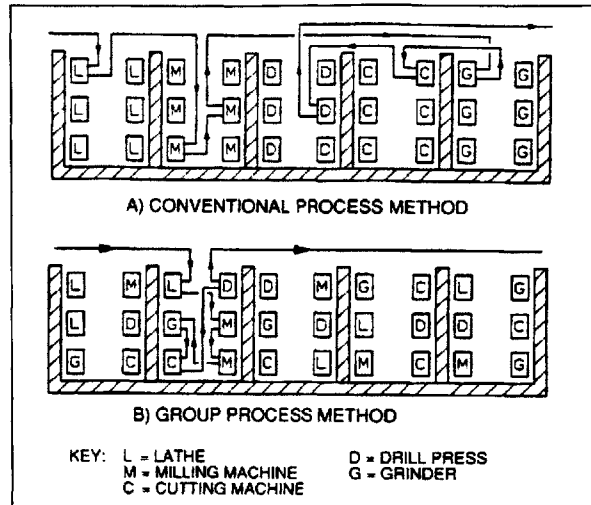 L L M M D D C C G G
L L M M D D C C G G
L L M M D D C C G G
A) CONVENTIONAL PROCESS METHOD
L M L D D M G C L G
L D G M G D L D D C
G C C M C L M C M G
B) GROUP PROCESS METHOD
KEY: L = LATHE D = DRILL PRESS
M = MILLING MACHINE G = GRINDER
C = CUTTING MACHINE